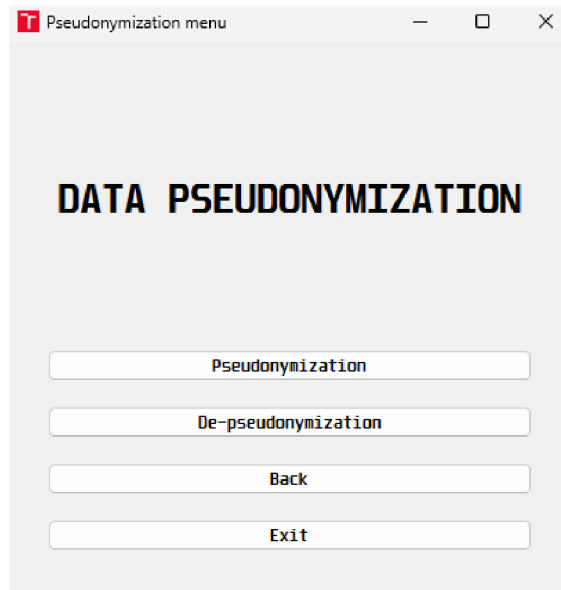 Pseudonymization menu
DATA PSEUDONYMIZATION
Pseudonymization
De-pseudonymization
Back
Exit